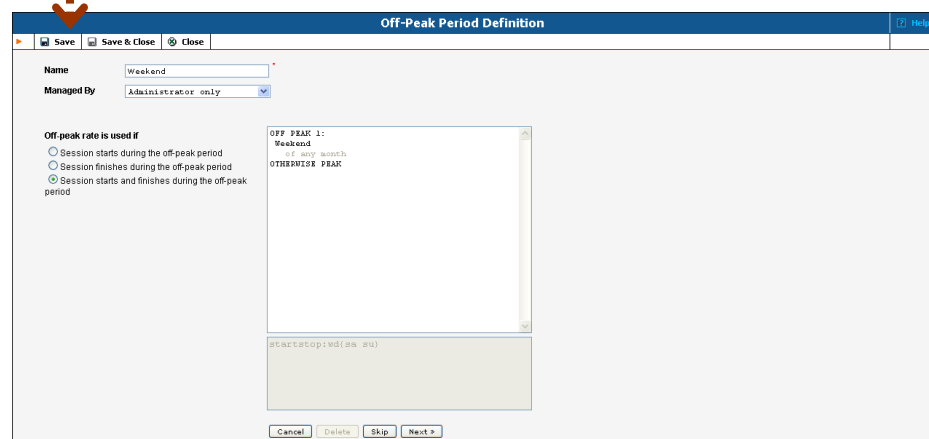 Off-Peak Period Definition
[?] Help
Save Save & Close Close
Name Weekend *
Managed By Administrator only
Off-peak rate is used if
Session starts during the off-peak period
Session finishes during the off-peak period
Session starts and finishes during the off-peak
period
OFF PEAK 1:
Weekend
of any month
OTHERWISE PEAK
startstop:wd(sa su)
Cancel Delete Skip Next »